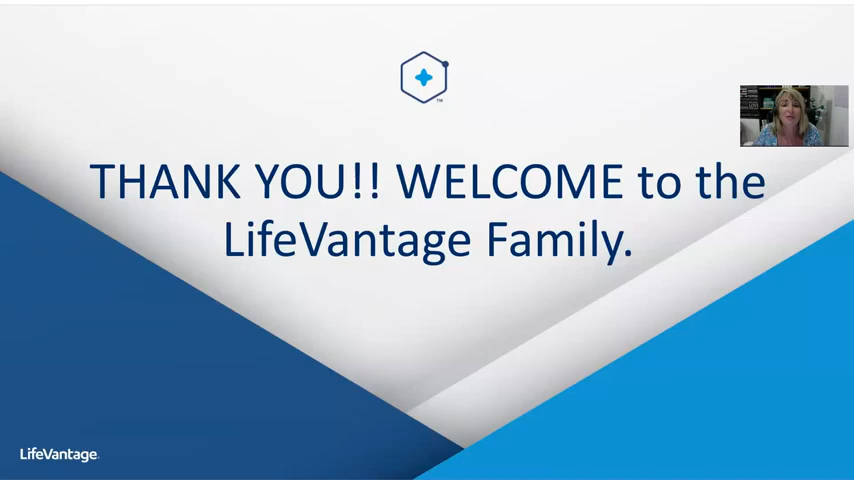 THANK YOU!! WELCOME to the
LifeVantage Family.
LifeVantage